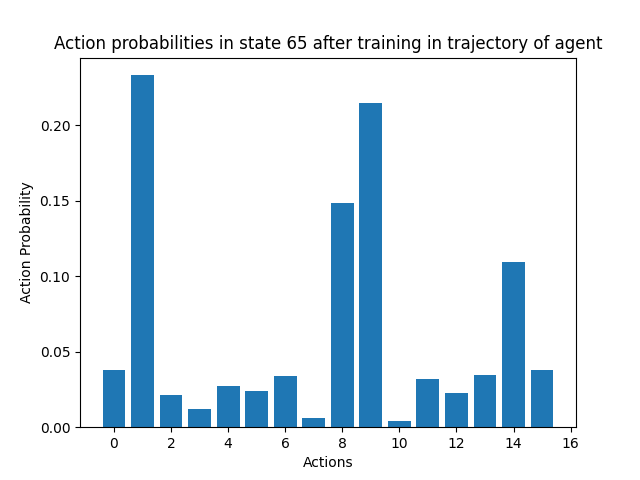 Action probabilities in state 65 after training in trajectory of agent
Action Probability
0.20
0.15
0.10
0.05
0.00
0 2 4 6 8 10 12 14 16
Actions